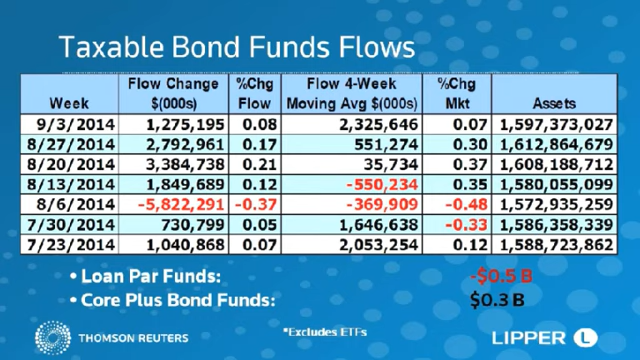 Taxable Bond Funds Flows
Flow Change %Chg Flow 4-Week %Chg
Week $(000s) Flow Moving Avg $(000s) Mkt Assets
9/3/2014 1,275,195 0.08 2,325,646 0.07 1,597,373,027
8/27/2014 2,792,961 0.17 551,274 0.30 1,612,864,679
8/20/2014 3,384,738 0.21 35,734 0.37 1,608,188,712
8/13/2014 1,849,689 0.12 -550,234 0.35 1,580,055,099
8/6/2014 -5,822,291 -0.37 -369,909 -0.48 1,572,935,259
7/30/2014 730,799 0.05 1,646,638 -0.33 1,586,358,339
7/23/2014 1,040,868 0.07 2,053,254 0.12 1,588,723,862
• Loan Par Funds: -$0.5 B
• Core Plus Bond Funds: $0.3 B
*Excludes ETFs
THOMSON REUTERS LIPPER L